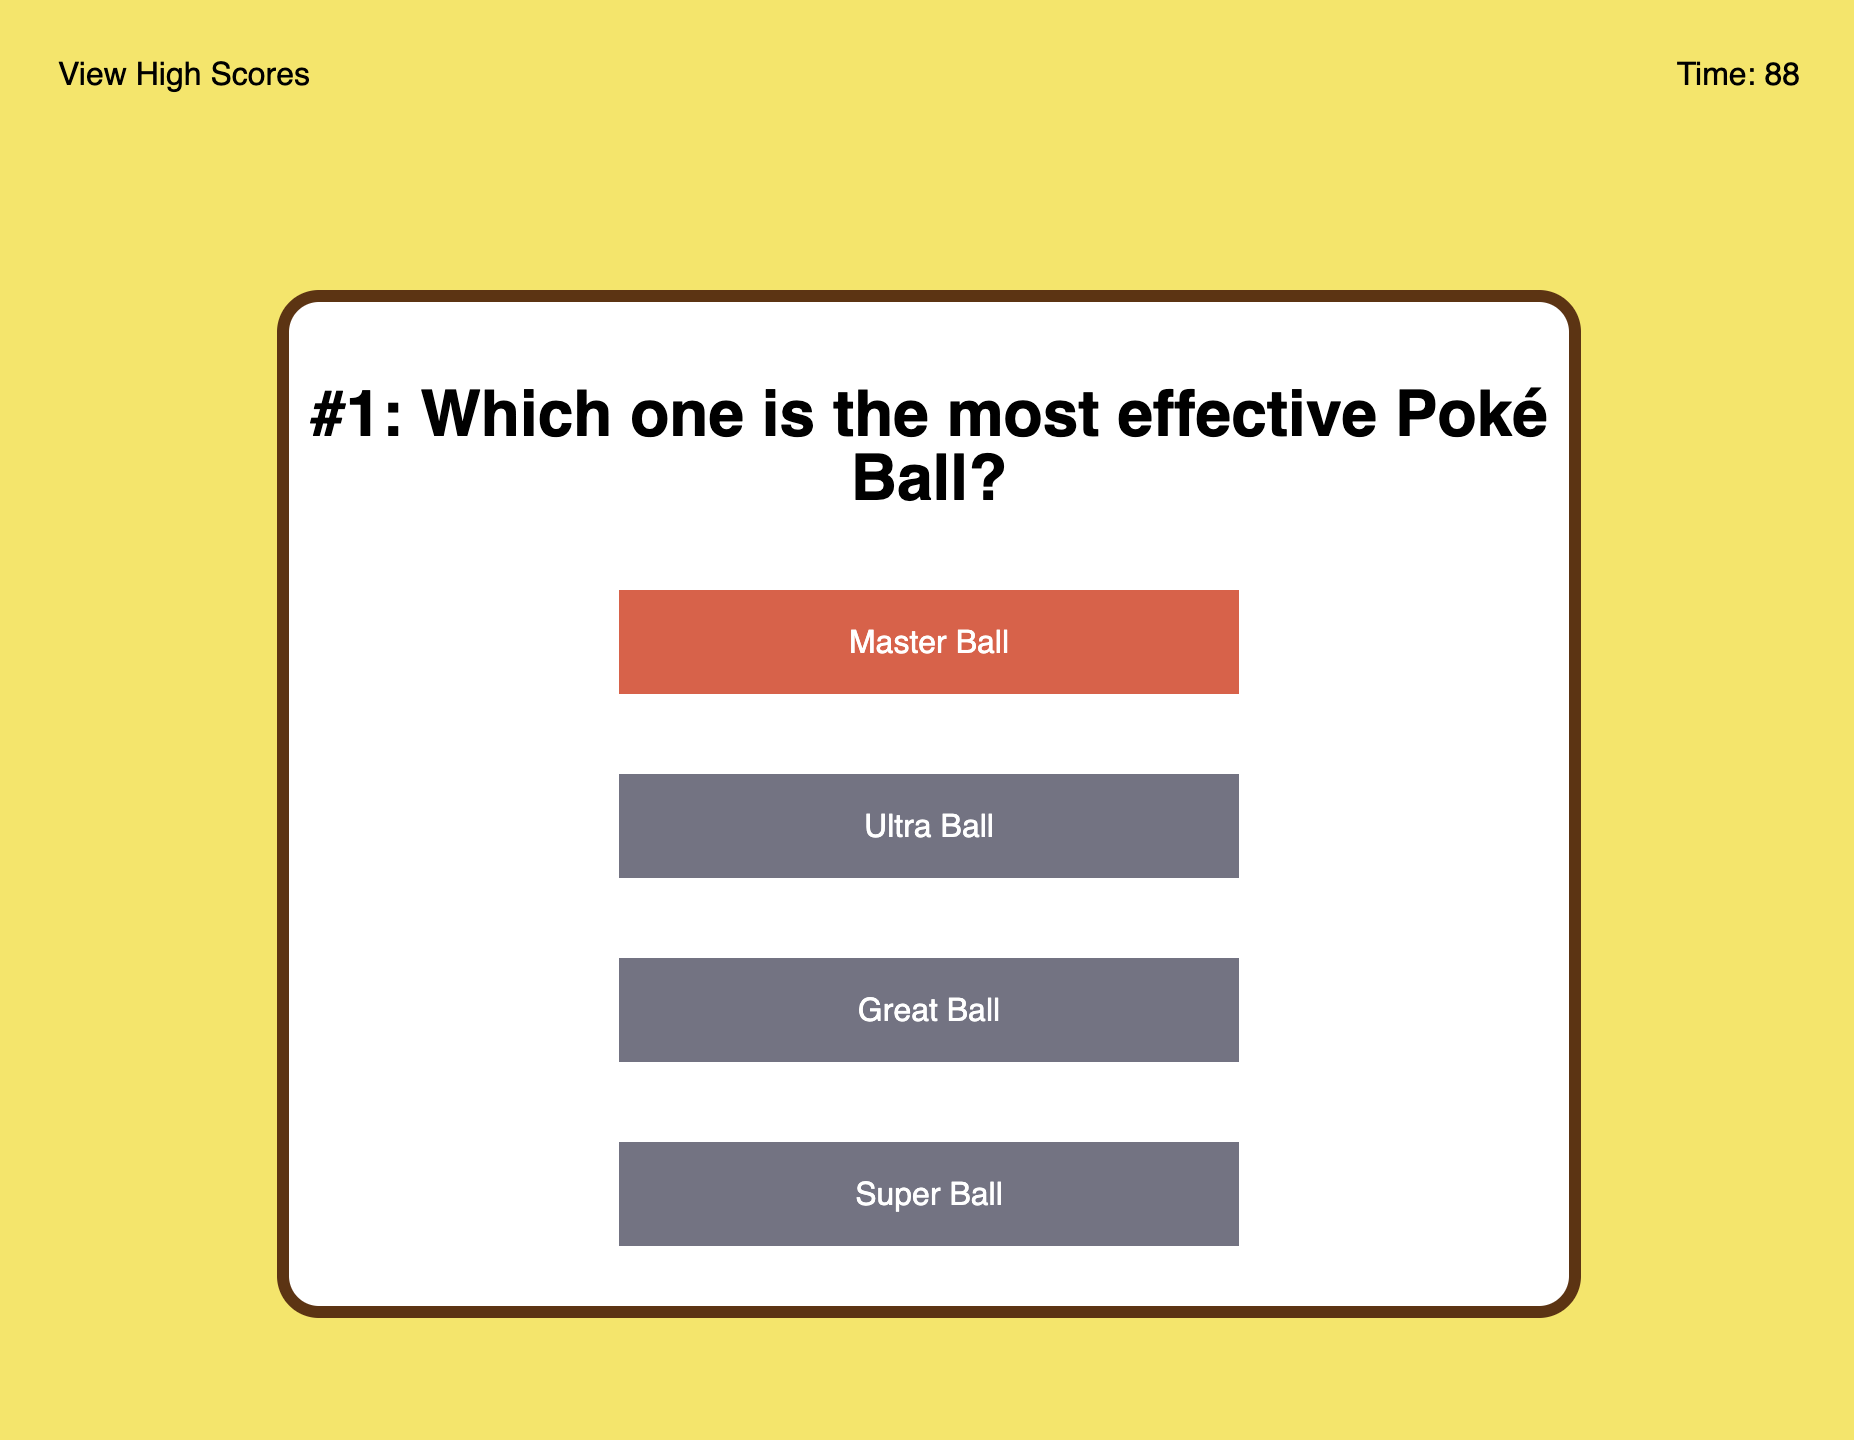 View High Scores
Time: 88
#1: Which one is the most effective Poké
Ball?
Master Ball
Ultra Ball
Great Ball
Super Ball